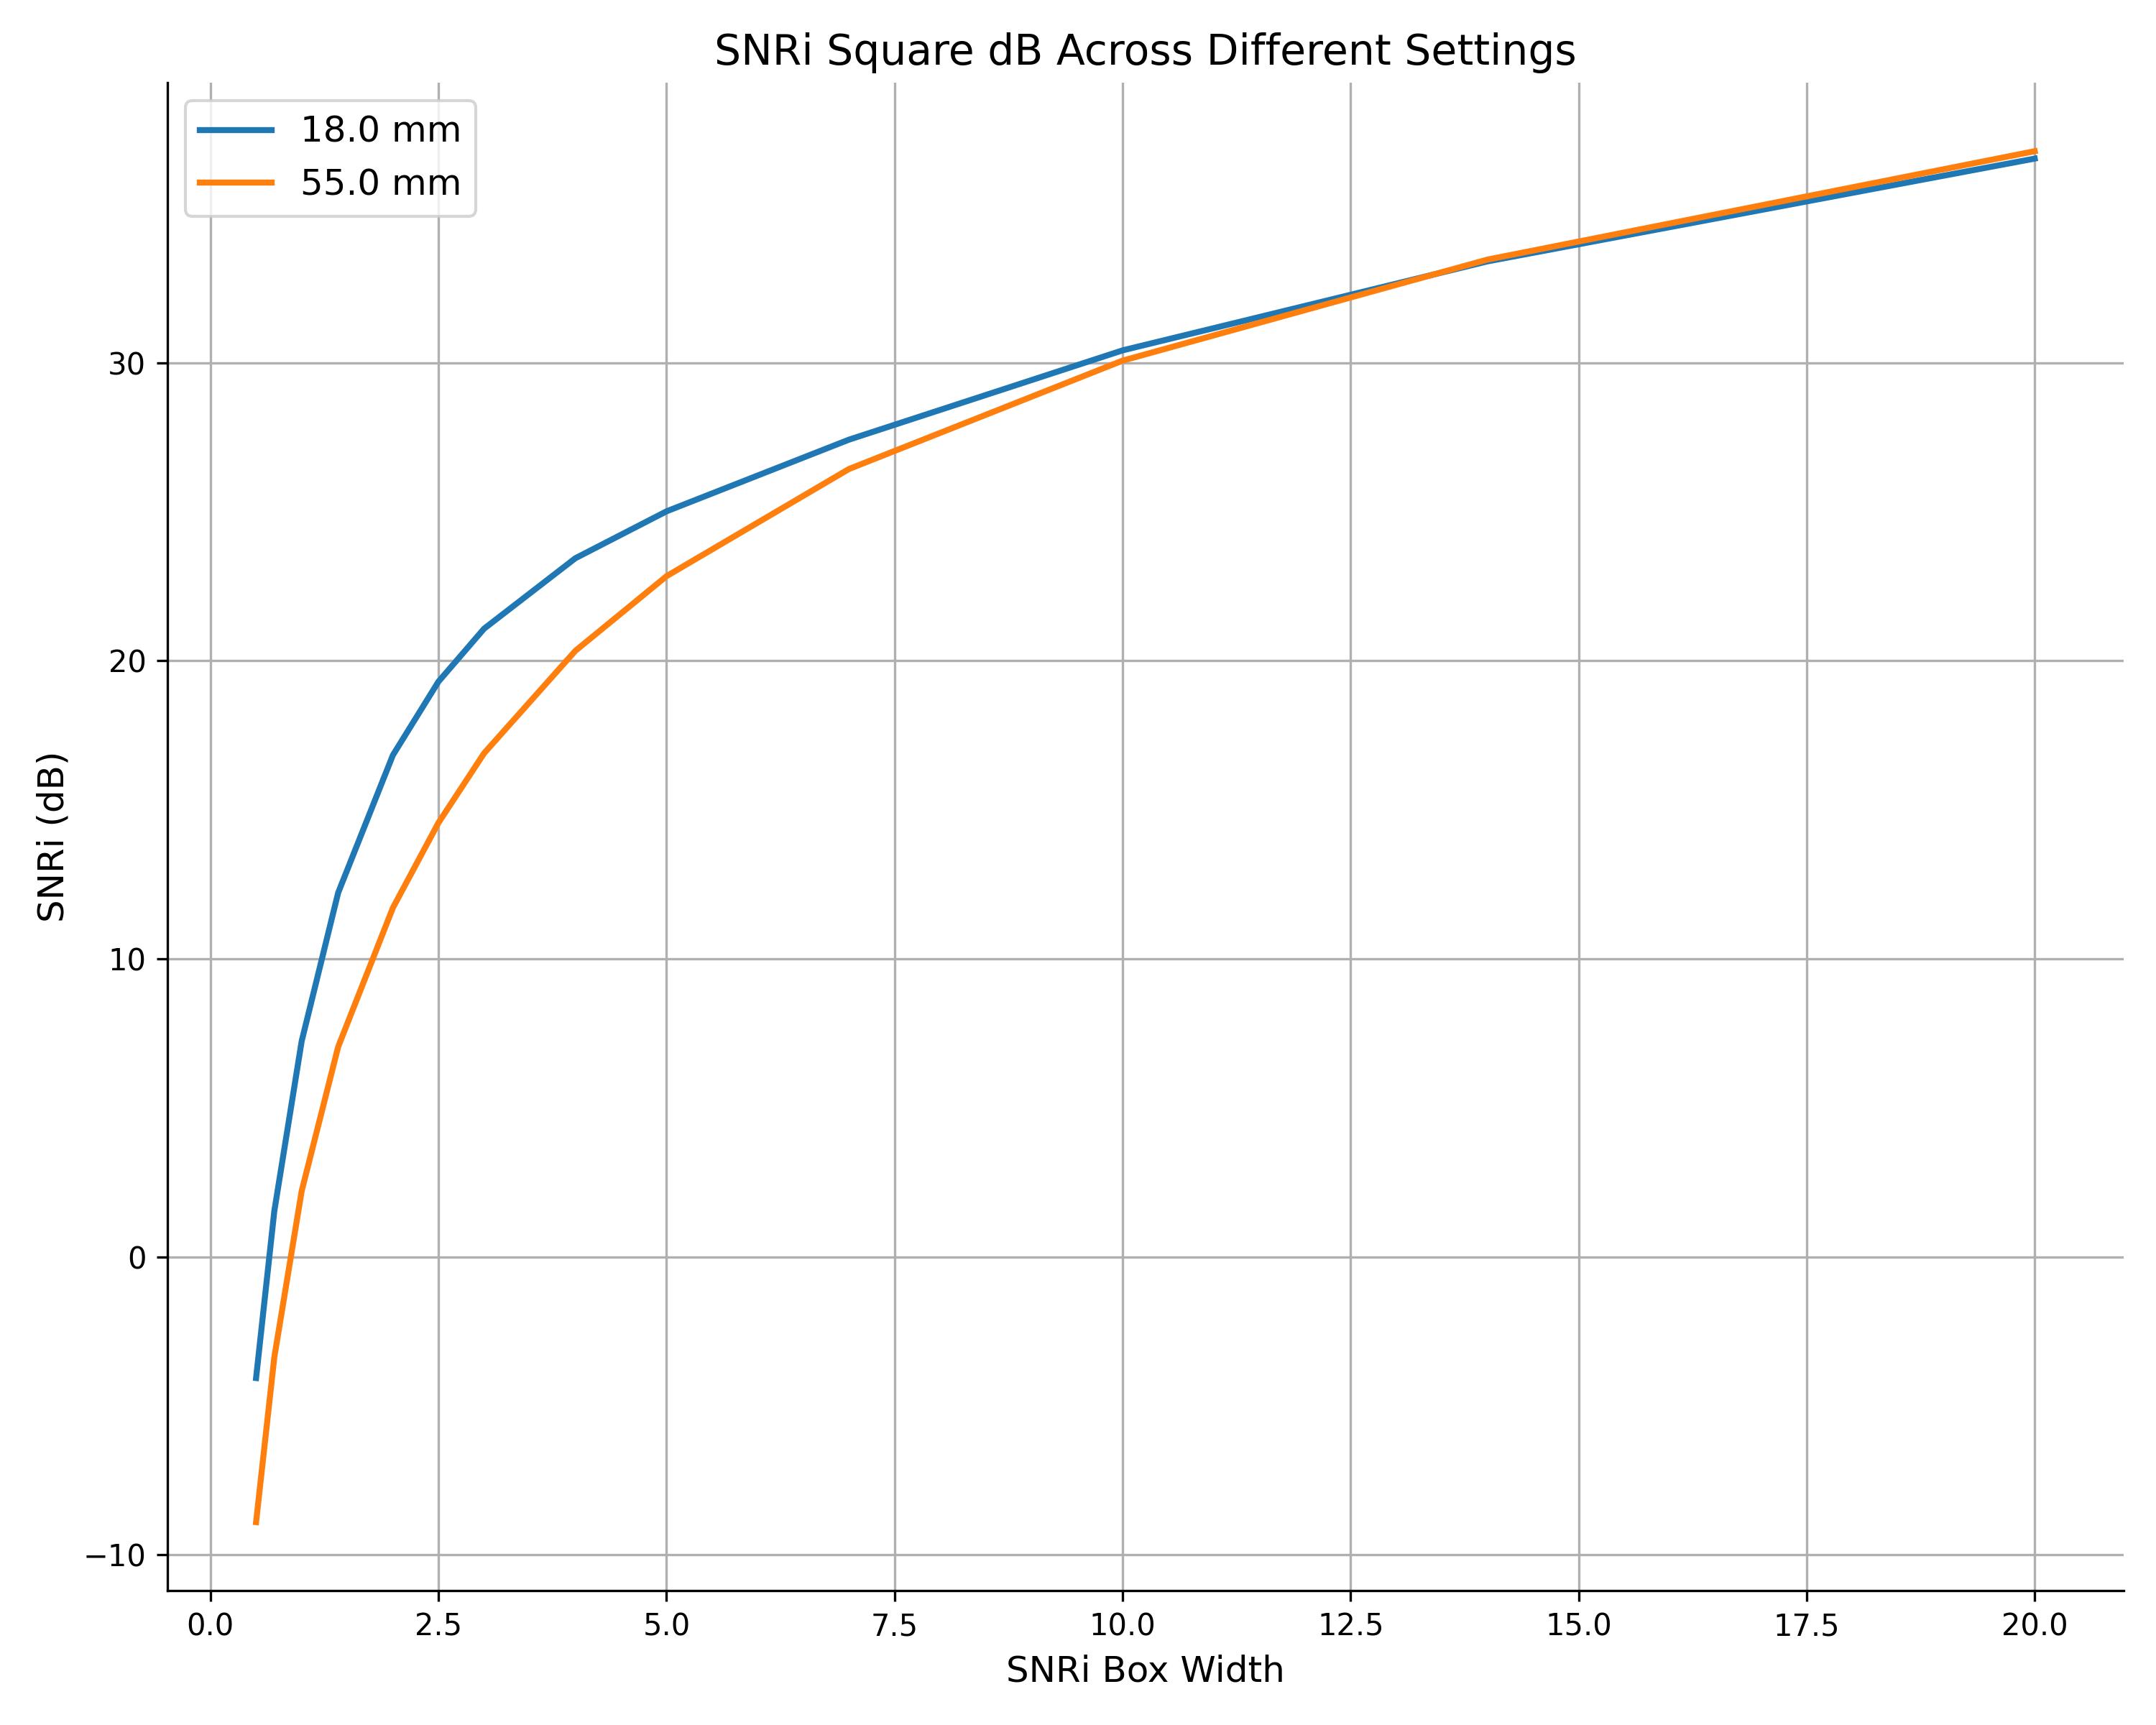 SNRi Square dB Across Different Settings
18.0 mm
55.0 mm
SNRi (dB)
30
20
10
0
−10
0.0 2.5 5.0 7.5 10.0 12.5 15.0 17.5 20.0
SNRi Box Width